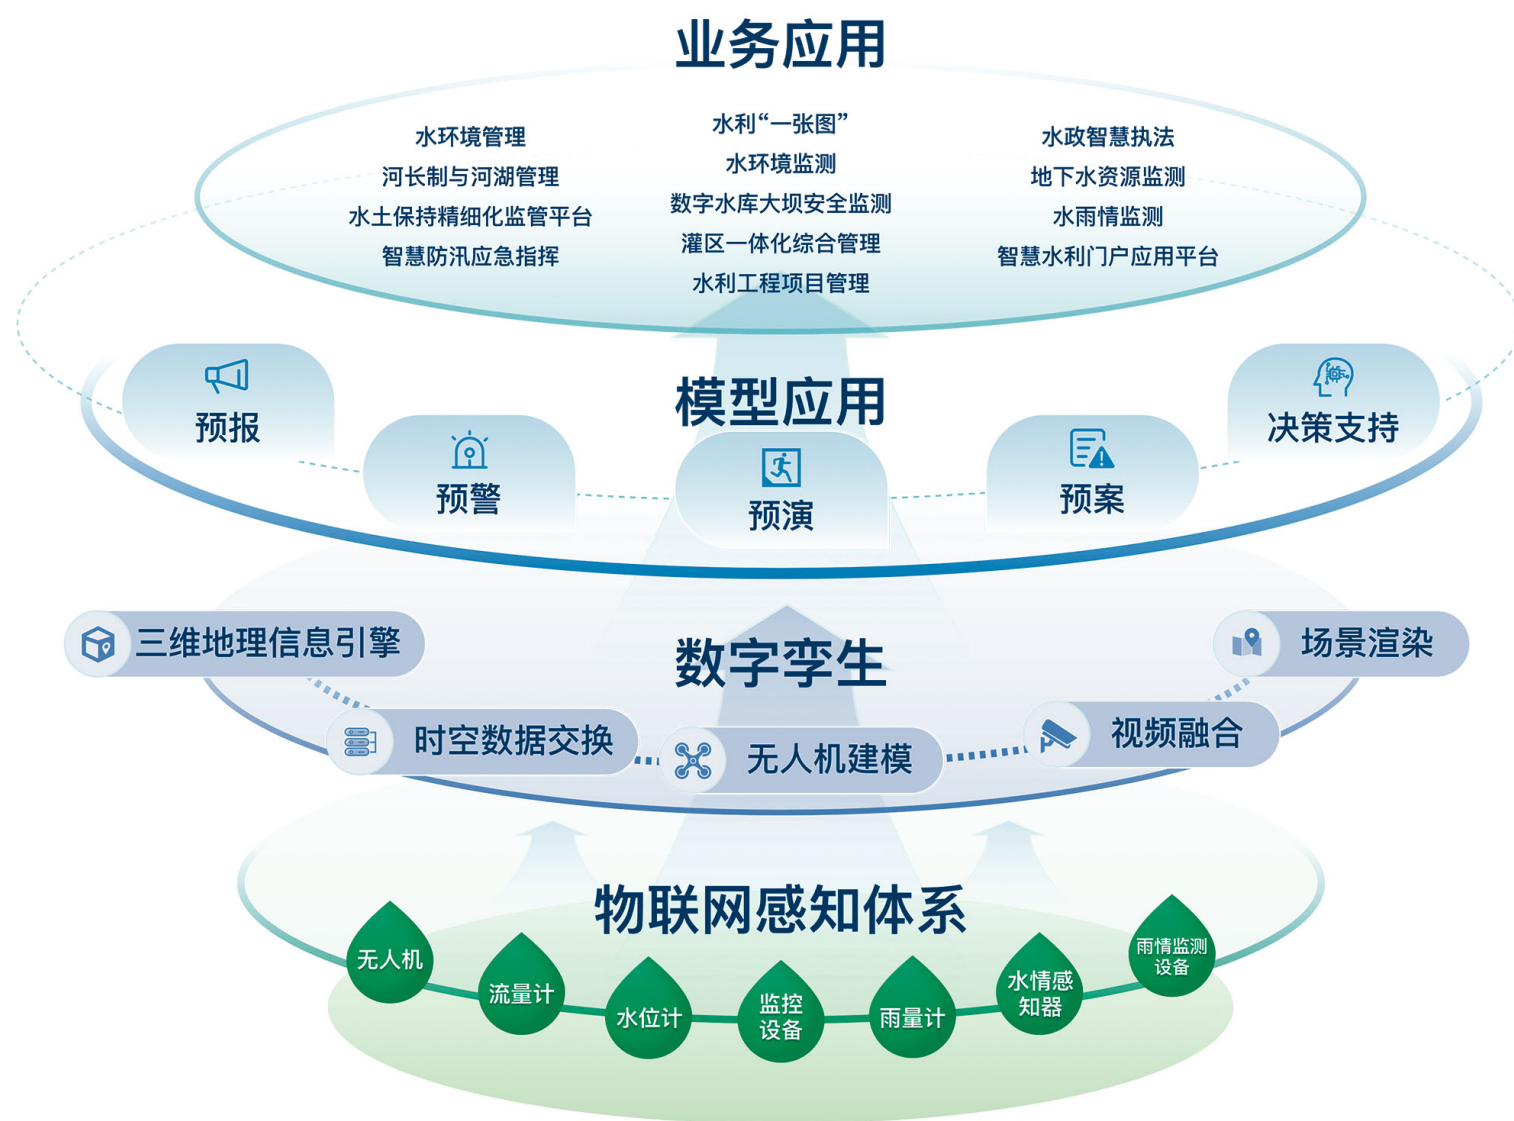 业务应用
水环境管理
河长制与河湖管理
水土保持精细化监管平台
智慧防汛应急指挥
水利“一张图”
水环境监测
数字水库大坝安全监测
灌区一体化综合管理
水利工程项目管理
水政智慧执法
地下水资源监测
水雨情监测
智慧水利门户应用平台
模型应用
预报
预警
预演
预案
决策支持
数字孪生
三维地理信息引擎
时空数据交换
无人机建模
视频融合
场景渲染
物联网感知体系
无人机
流量计
水位计
监控
设备
雨量计
水情感
知器
雨情监测
设备